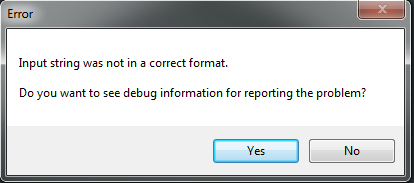 Error
Input string was not in a correct format.
Do you want to see debug information for reporting the problem?
Yes
No